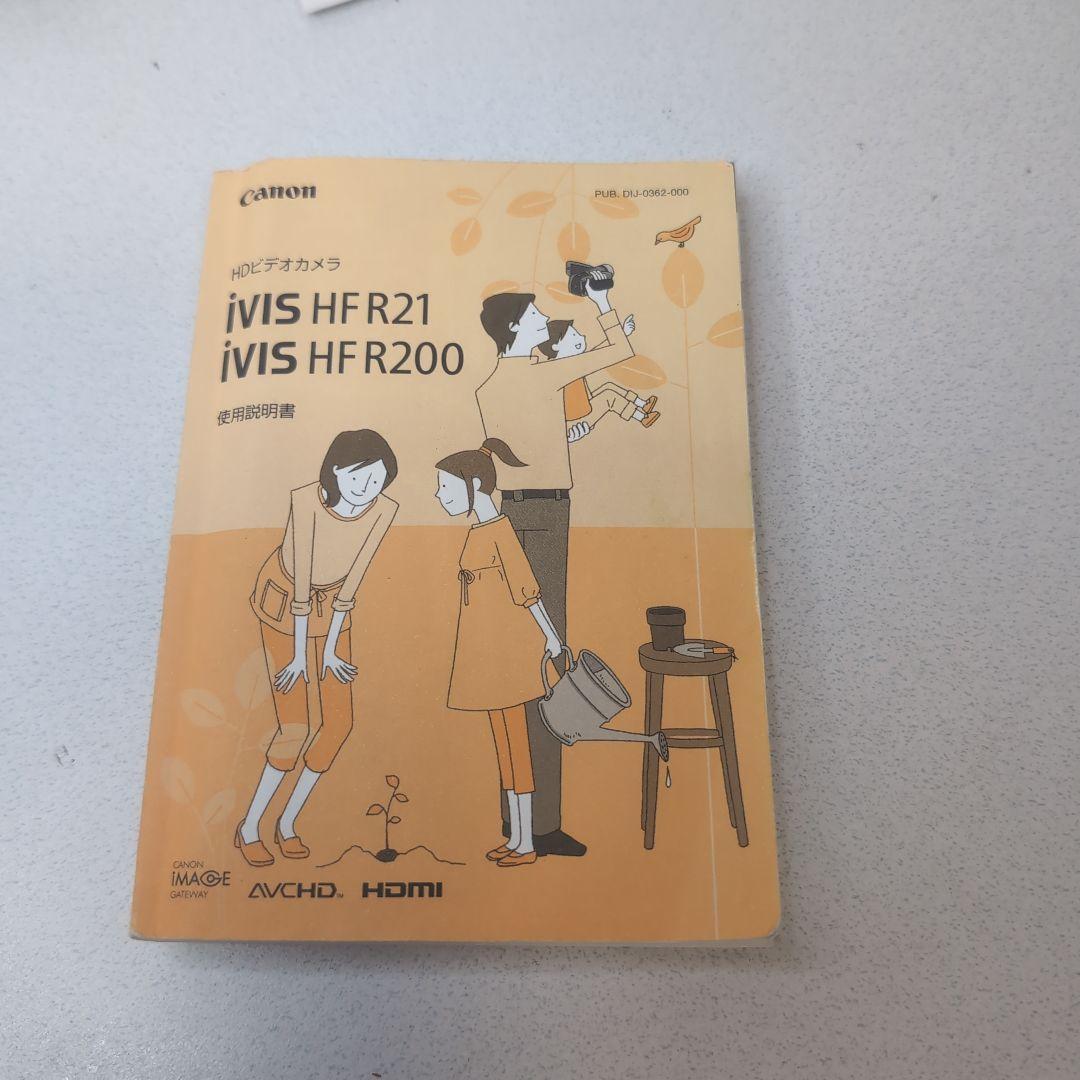 Canon
PUB. DIJ-0362-000
HDビデオカメラ
iVIS HF R21
iVIS HF R200
使用説明書
CANON
iMAGE
GATEWAY
AVCHD™
HDMI